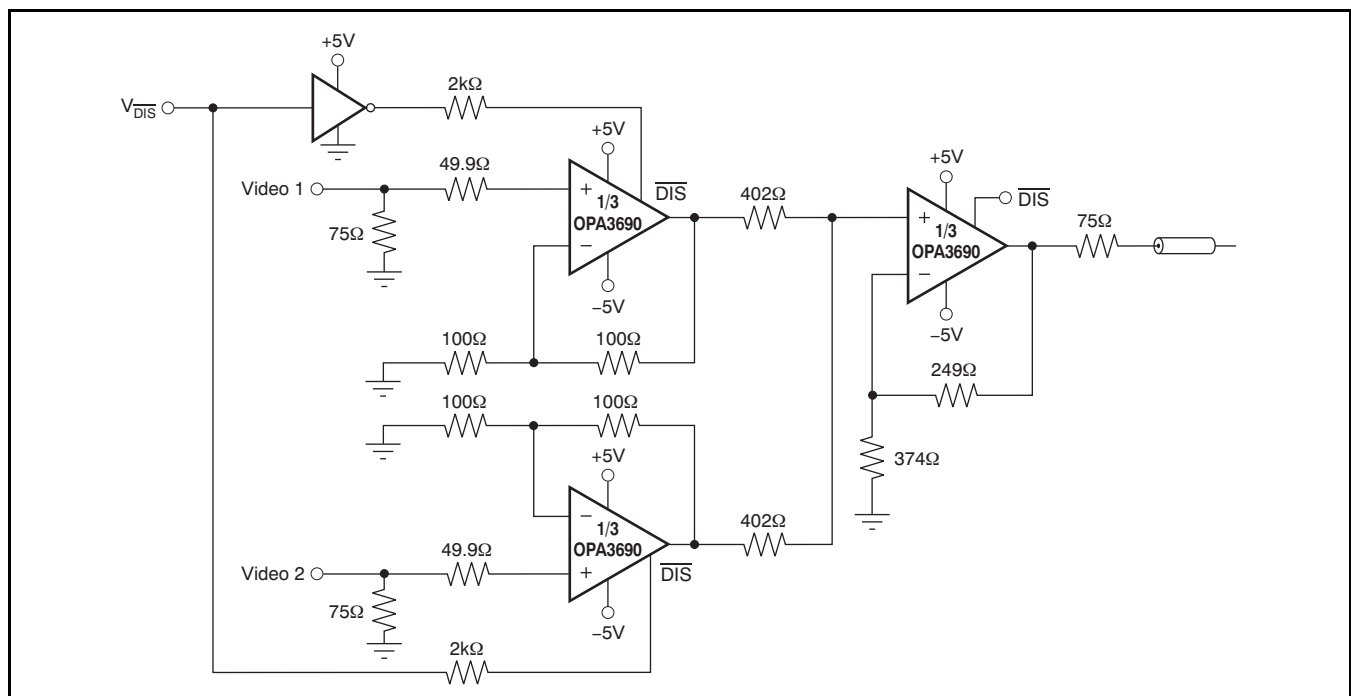 +5V
V_DIS̅
2kΩ
+5V
Video 1
49.9Ω
DIS̅
+
1/3
OPA3690
−
75Ω
402Ω
−5V
+5V
DIS̅
+
1/3
OPA3690
−
75Ω
−5V
100Ω
100Ω
249Ω
374Ω
100Ω
100Ω
+5V
−
1/3
OPA3690
+
402Ω
DIS̅
49.9Ω
Video 2
75Ω
−5V
2kΩ